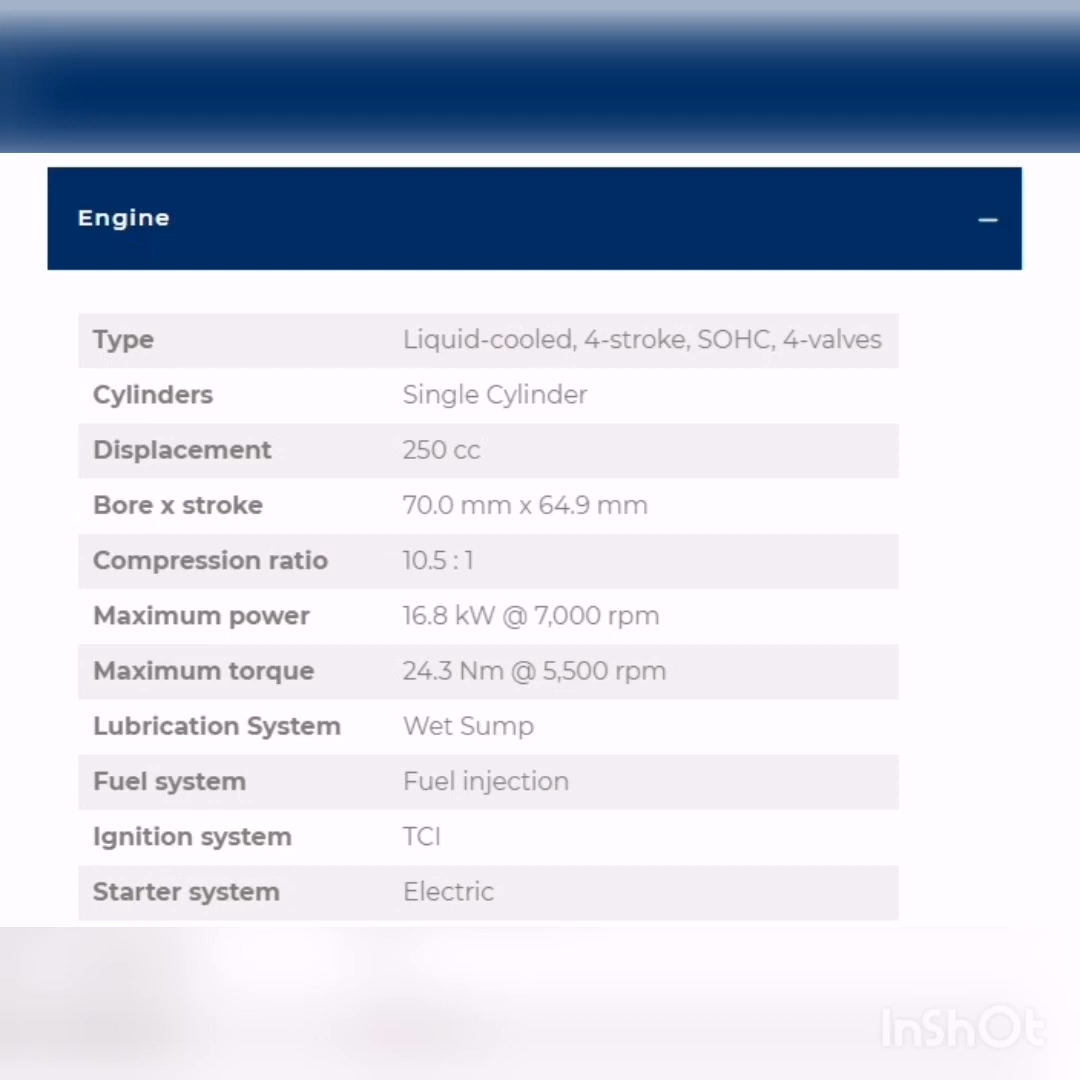 Engine
Type Liquid-cooled, 4-stroke, SOHC, 4-valves
Cylinders Single Cylinder
Displacement 250 cc
Bore x stroke 70.0 mm x 64.9 mm
Compression ratio 10.5 : 1
Maximum power 16.8 kW @ 7,000 rpm
Maximum torque 24.3 Nm @ 5,500 rpm
Lubrication System Wet Sump
Fuel system Fuel injection
Ignition system TCI
Starter system Electric
InShOt